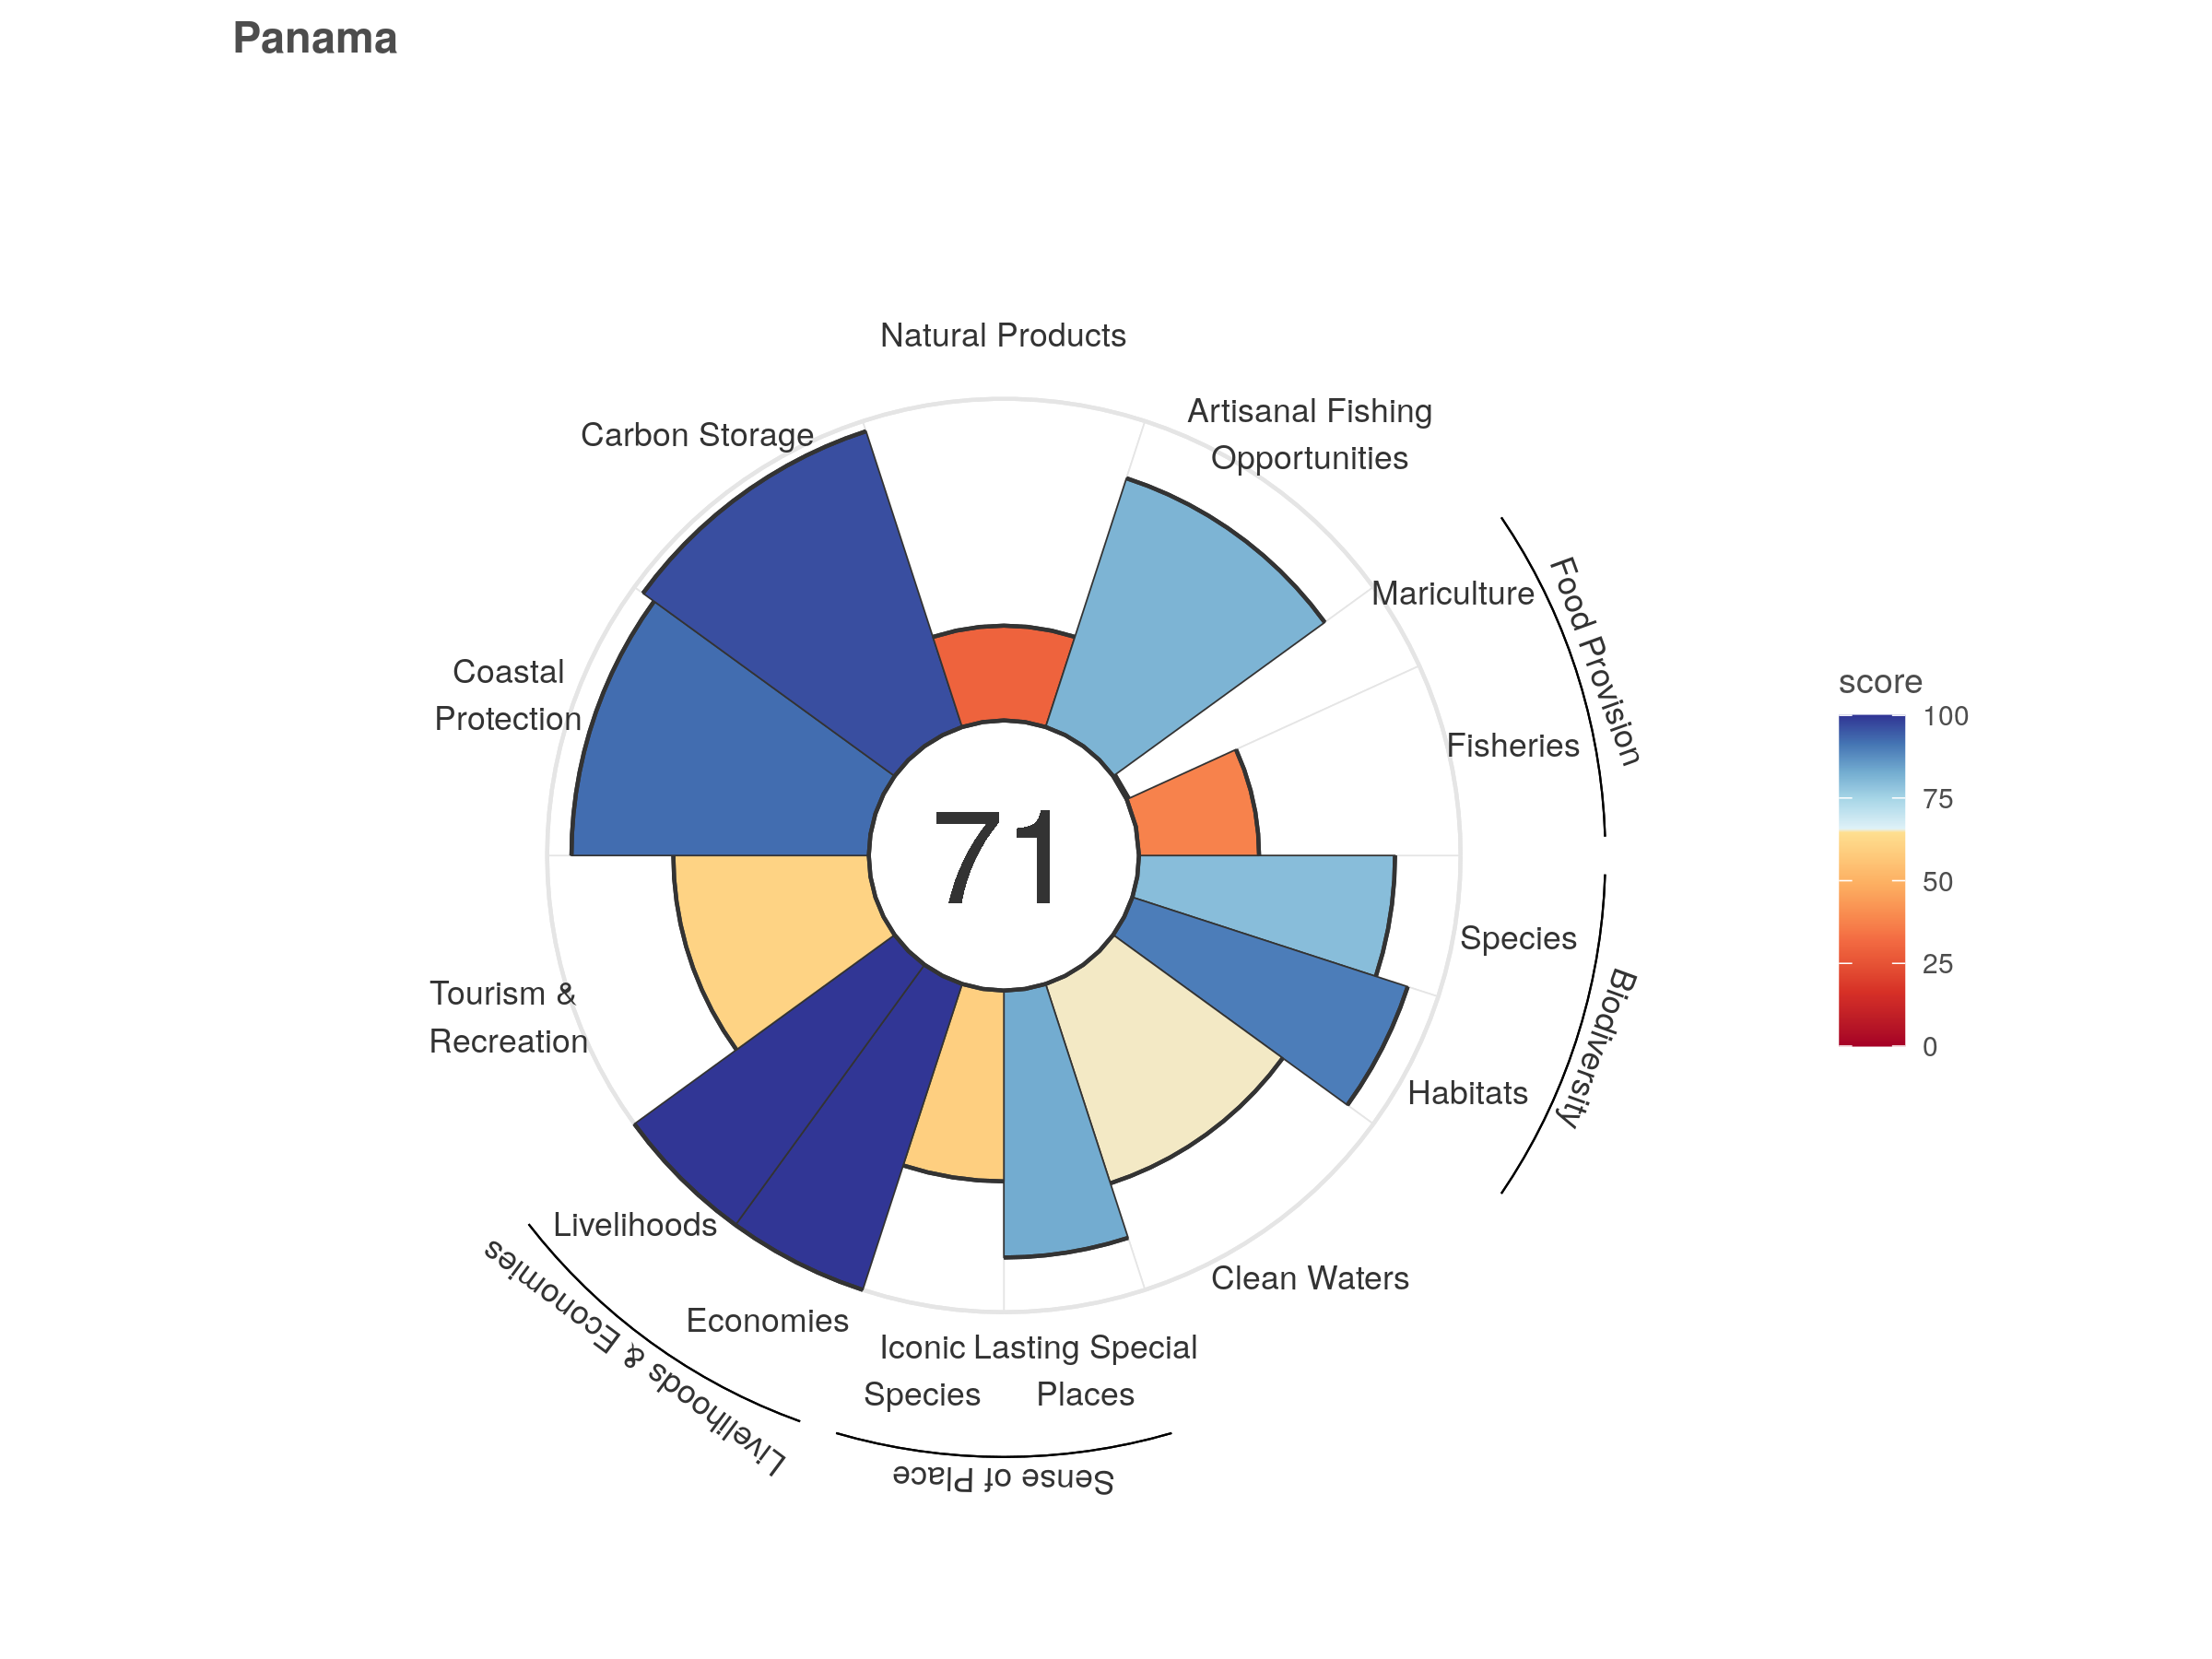 Panama
Natural Products
Artisanal Fishing
Opportunities
Carbon Storage
Mariculture
Food Provision
Coastal
Protection
Fisheries
score
100
75
50
25
0
71
Species
Biodiversity
Tourism &
Recreation
Habitats
Livelihoods
Clean Waters
Economies
Livelihoods & Economies
Iconic
Species
Lasting Special
Places
Sense of Place